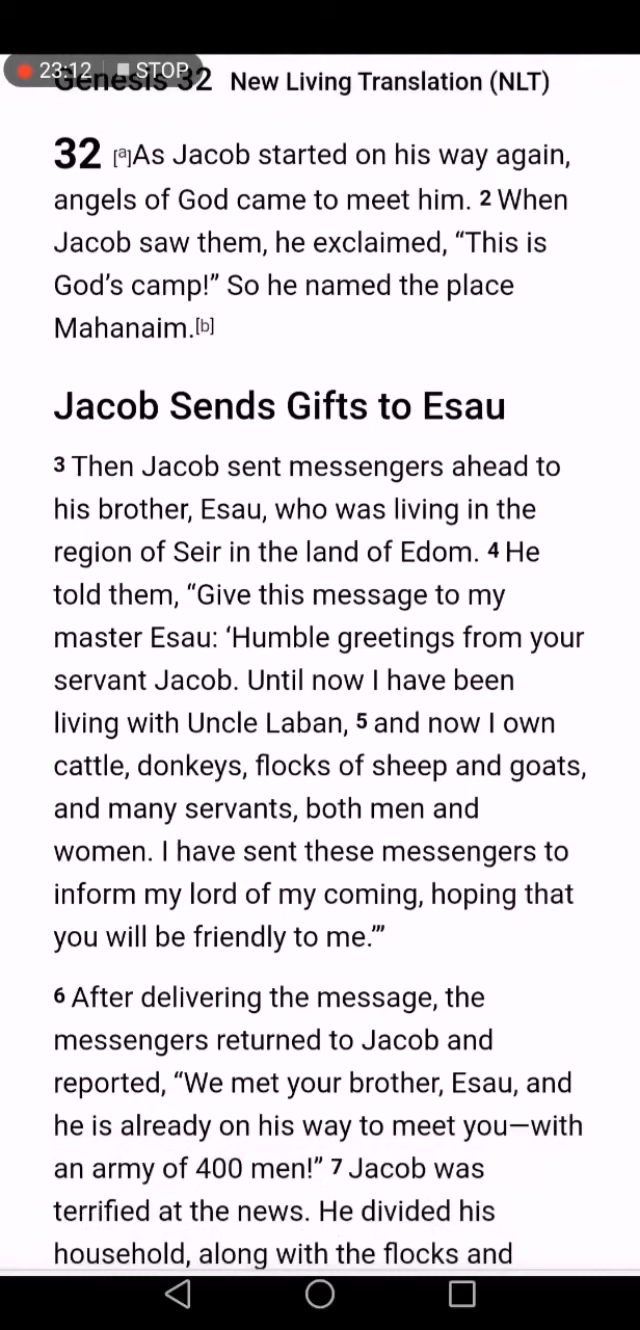 23:12 STOP
Genesis 32 New Living Translation (NLT)
32 [a]As Jacob started on his way again,
angels of God came to meet him. 2 When
Jacob saw them, he exclaimed, “This is
God’s camp!” So he named the place
Mahanaim.[b]
Jacob Sends Gifts to Esau
3 Then Jacob sent messengers ahead to
his brother, Esau, who was living in the
region of Seir in the land of Edom. 4 He
told them, “Give this message to my
master Esau: ‘Humble greetings from your
servant Jacob. Until now I have been
living with Uncle Laban, 5 and now I own
cattle, donkeys, flocks of sheep and goats,
and many servants, both men and
women. I have sent these messengers to
inform my lord of my coming, hoping that
you will be friendly to me.’”
6 After delivering the message, the
messengers returned to Jacob and
reported, “We met your brother, Esau, and
he is already on his way to meet you—with
an army of 400 men!” 7 Jacob was
terrified at the news. He divided his
household, along with the flocks and